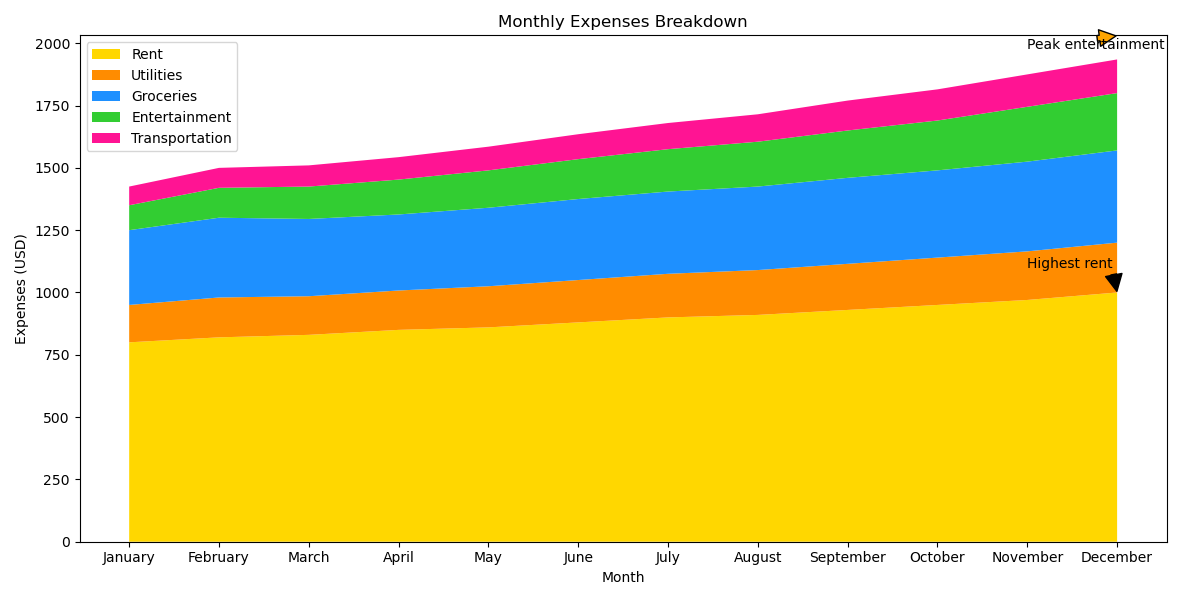 Monthly Expenses Breakdown
Peak entertainment
Rent
Utilities
Groceries
Entertainment
Transportation
Highest rent
Expenses (USD)
2000
1750
1500
1250
1000
750
500
250
0
January February March April May June July August September October November December
Month